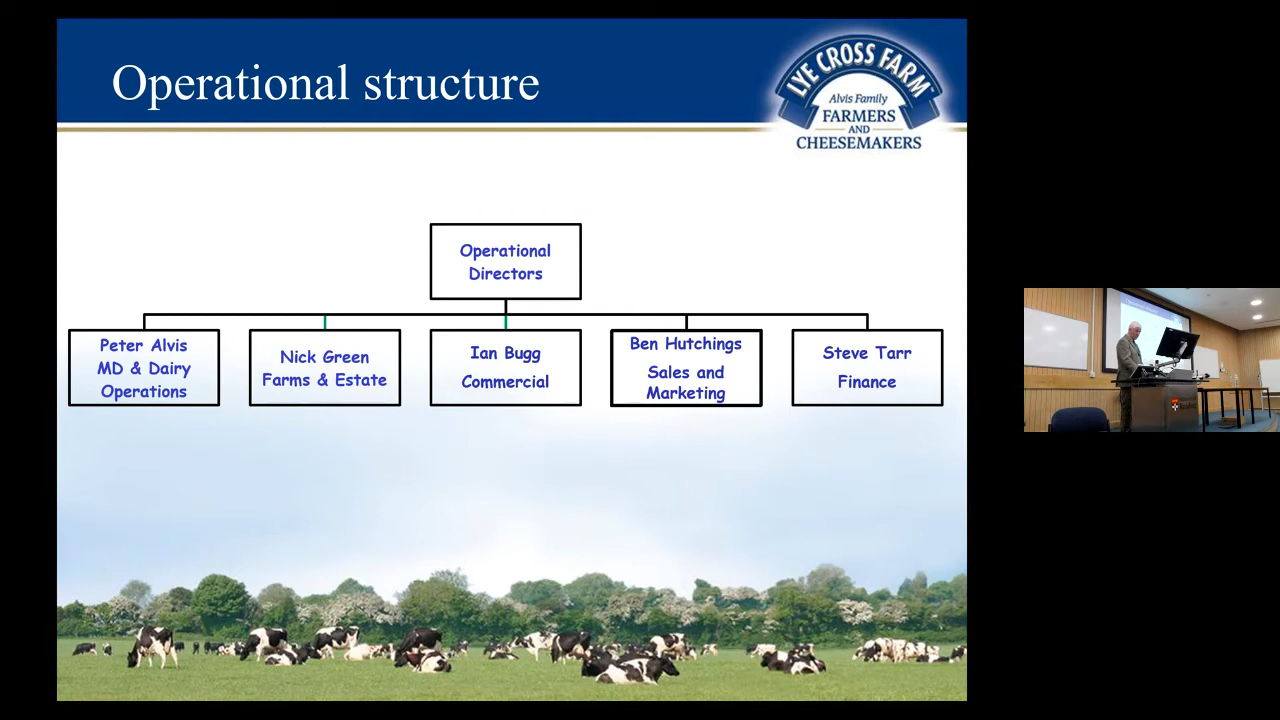 Operational structure
LYE CROSS FARM
Alvis Family
FARMERS
AND
CHEESEMAKERS
Operational
Directors
Peter Alvis
MD & Dairy
Operations
Nick Green
Farms & Estate
Ian Bugg
Commercial
Ben Hutchings
Sales and
Marketing
Steve Tarr
Finance